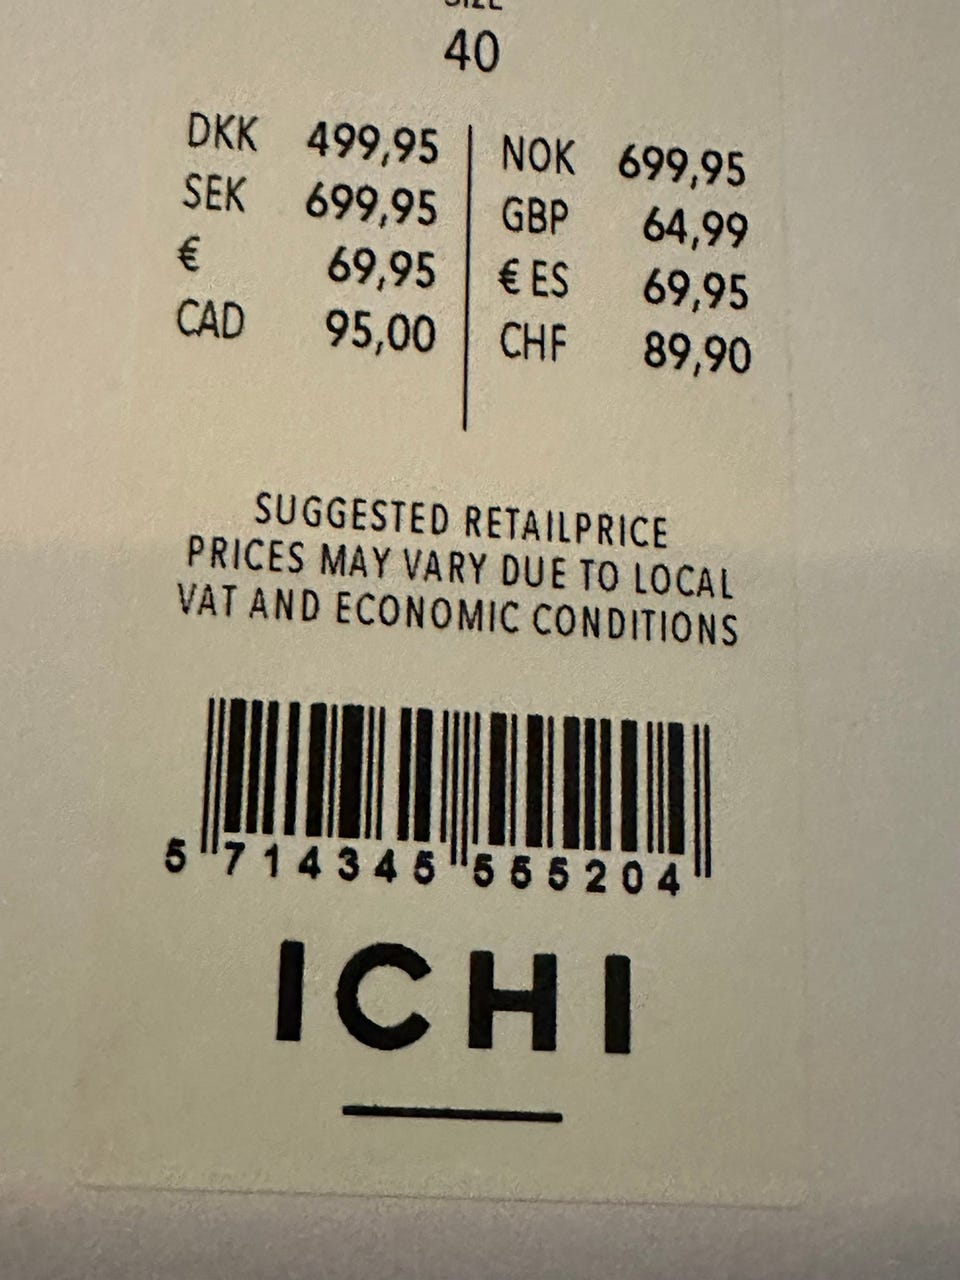 SIZE
40
DKK 499,95 NOK 699,95
SEK 699,95 GBP 64,99
€ 69,95 € ES 69,95
CAD 95,00 CHF 89,90
SUGGESTED RETAILPRICE
PRICES MAY VARY DUE TO LOCAL
VAT AND ECONOMIC CONDITIONS
5 714345 555204
ICHI